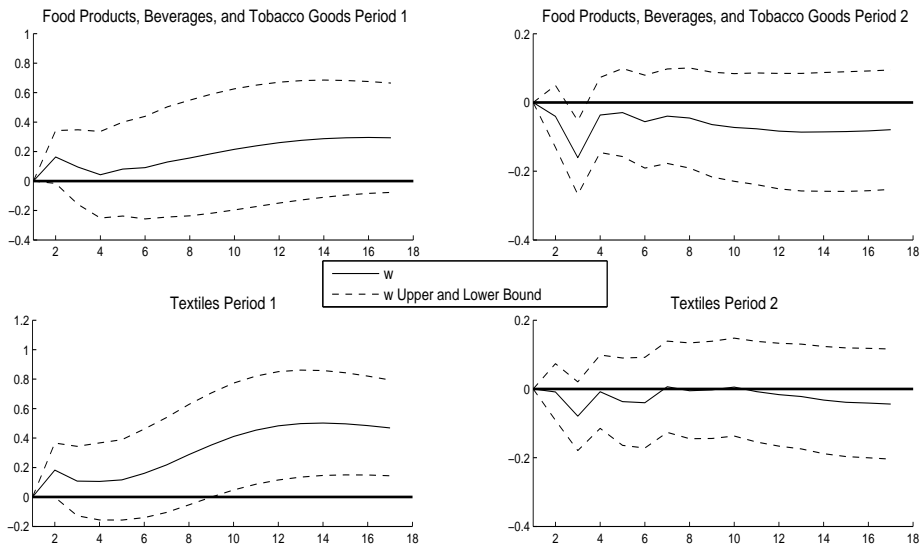 Food Products, Beverages, and Tobacco Goods Period 1
1
0.8
0.6
0.4
0.2
0
−0.2
−0.4
2 4 6 8 10 12 14 16 18
Food Products, Beverages, and Tobacco Goods Period 2
0.2
0
−0.2
−0.4
2 4 6 8 10 12 14 16 18
w
w Upper and Lower Bound
Textiles Period 1
1.2
1
0.8
0.6
0.4
0.2
0
−0.2
2 4 6 8 10 12 14 16 18
Textiles Period 2
0.2
0
−0.2
−0.4
2 4 6 8 10 12 14 16 18